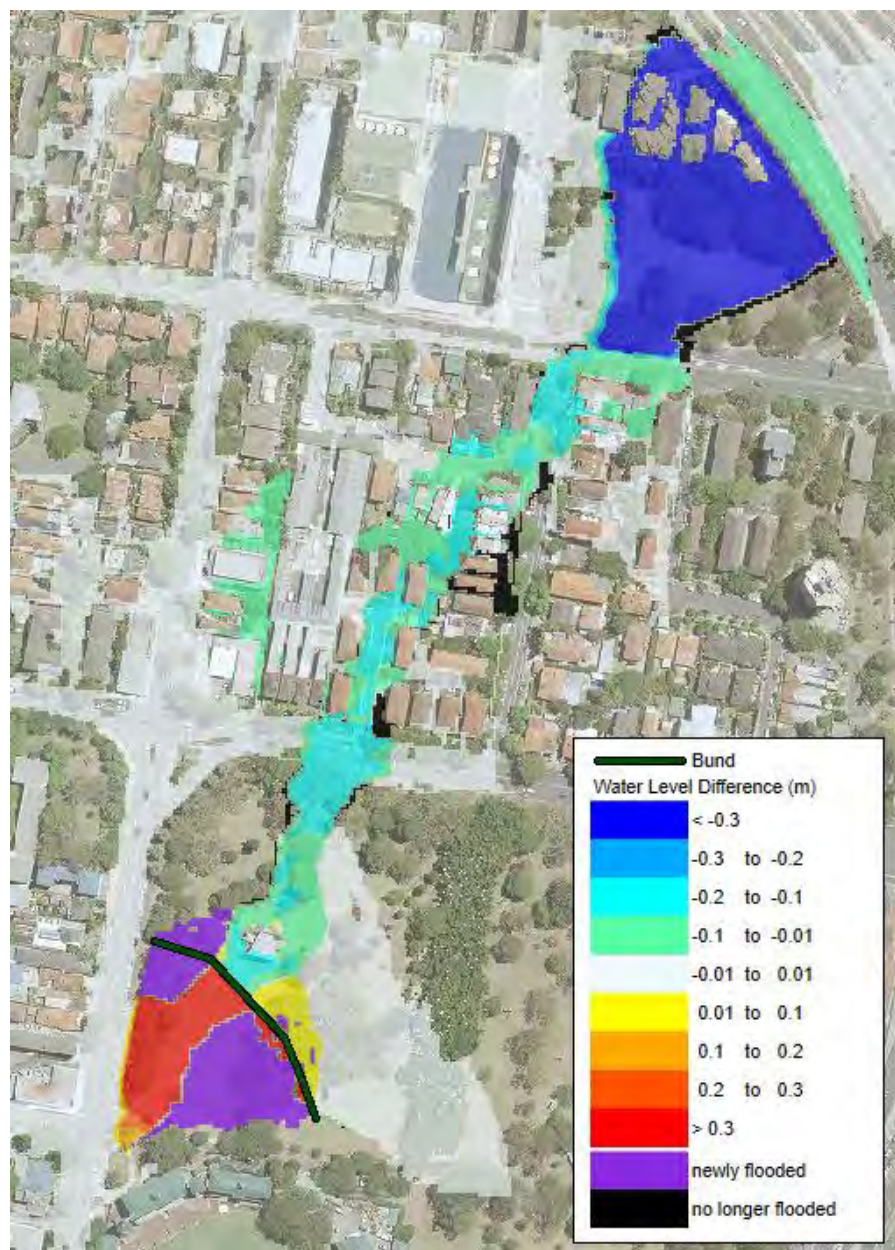 Bund
Water Level Difference (m)
< -0.3
-0.3 to -0.2
-0.2 to -0.1
-0.1 to -0.01
-0.01 to 0.01
0.01 to 0.1
0.1 to 0.2
0.2 to 0.3
> 0.3
newly flooded
no longer flooded